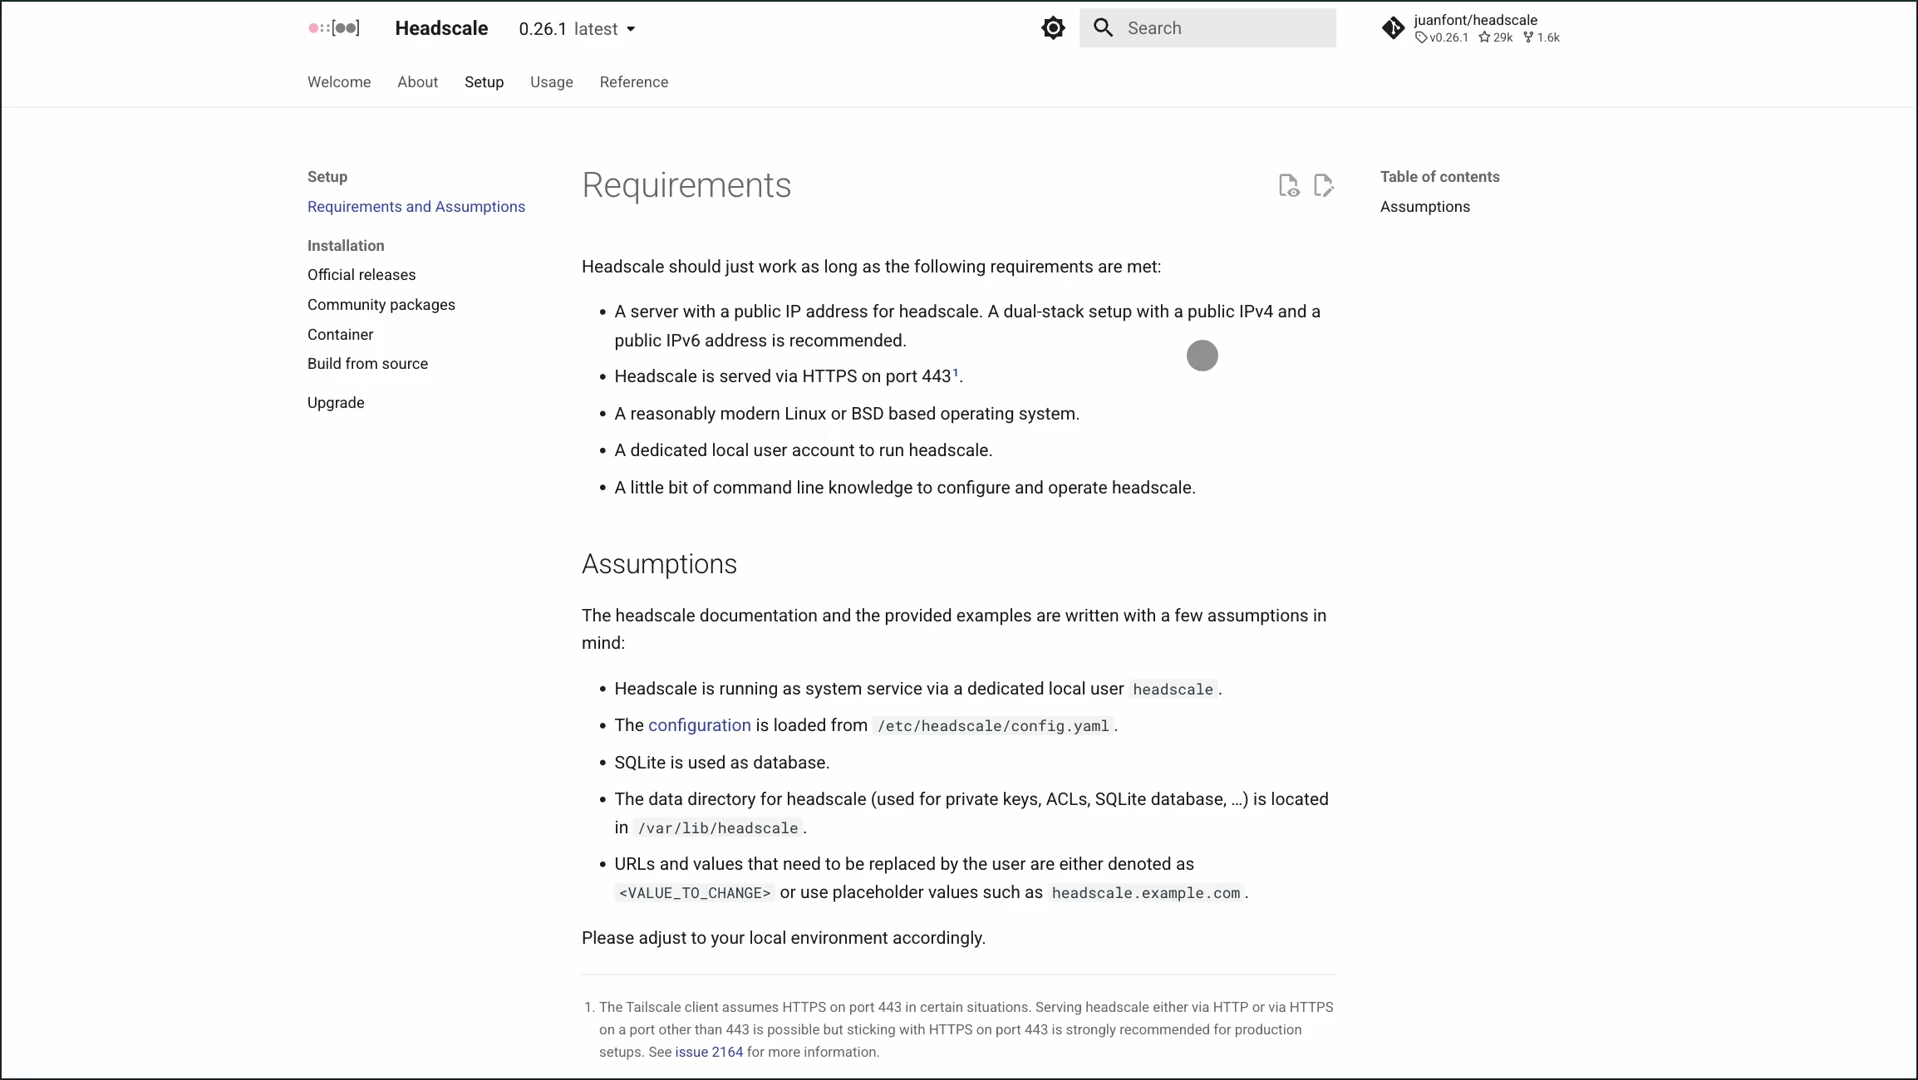 Headscale
0.26.1 latest
Search
juanfont/headscale
v0.26.1 29k 1.6k
Welcome About Setup Usage Reference
Setup
Requirements and Assumptions
Installation
Official releases
Community packages
Container
Build from source
Upgrade
Requirements
Headscale should just work as long as the following requirements are met:
• A server with a public IP address for headscale. A dual-stack setup with a public IPv4 and a
public IPv6 address is recommended.
• Headscale is served via HTTPS on port 443¹.
• A reasonably modern Linux or BSD based operating system.
• A dedicated local user account to run headscale.
• A little bit of command line knowledge to configure and operate headscale.
Assumptions
The headscale documentation and the provided examples are written with a few assumptions in
mind:
• Headscale is running as system service via a dedicated local user headscale.
• The configuration is loaded from /etc/headscale/config.yaml.
• SQLite is used as database.
• The data directory for headscale (used for private keys, ACLs, SQLite database, …) is located
in /var/lib/headscale.
• URLs and values that need to be replaced by the user are either denoted as
<VALUE_TO_CHANGE> or use placeholder values such as headscale.example.com.
Please adjust to your local environment accordingly.
1. The Tailscale client assumes HTTPS on port 443 in certain situations. Serving headscale either via HTTP or via HTTPS
on a port other than 443 is possible but sticking with HTTPS on port 443 is strongly recommended for production
setups. See issue 2164 for more information.
Table of contents
Assumptions